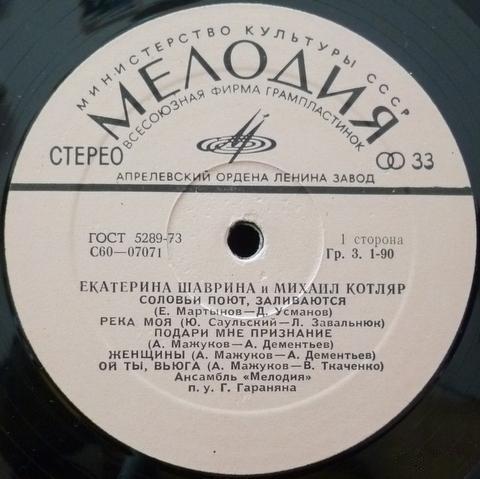 МИНИСТЕРСТВО КУЛЬТУРЫ СССР
МЕЛОДИЯ
ВСЕСОЮЗНАЯ ФИРМА ГРАМПЛАСТИНОК
СТЕРЕО
33
АПРЕЛЕВСКИЙ ОРДЕНА ЛЕНИНА ЗАВОД
ГОСТ 5289-73
С60—07071
1 сторона
Гр. 3. 1-90
ЕКАТЕРИНА ШАВРИНА и МИХАИЛ КОТЛЯР
СОЛОВЬИ ПОЮТ, ЗАЛИВАЮТСЯ
(Е. Мартынов—Д. Усманов)
РЕКА МОЯ (Ю. Саульский—Л. Завальнюк)
ПОДАРИ МНЕ ПРИЗНАНИЕ
(А. Мажуков—А. Дементьев)
ЖЕНЩИНЫ (А. Мажуков—А. Дементьев)
ОЙ ТЫ, ВЬЮГА (А. Мажуков—В. Ткаченко)
Ансамбль «Мелодия»
п. у. Г. Гараняна